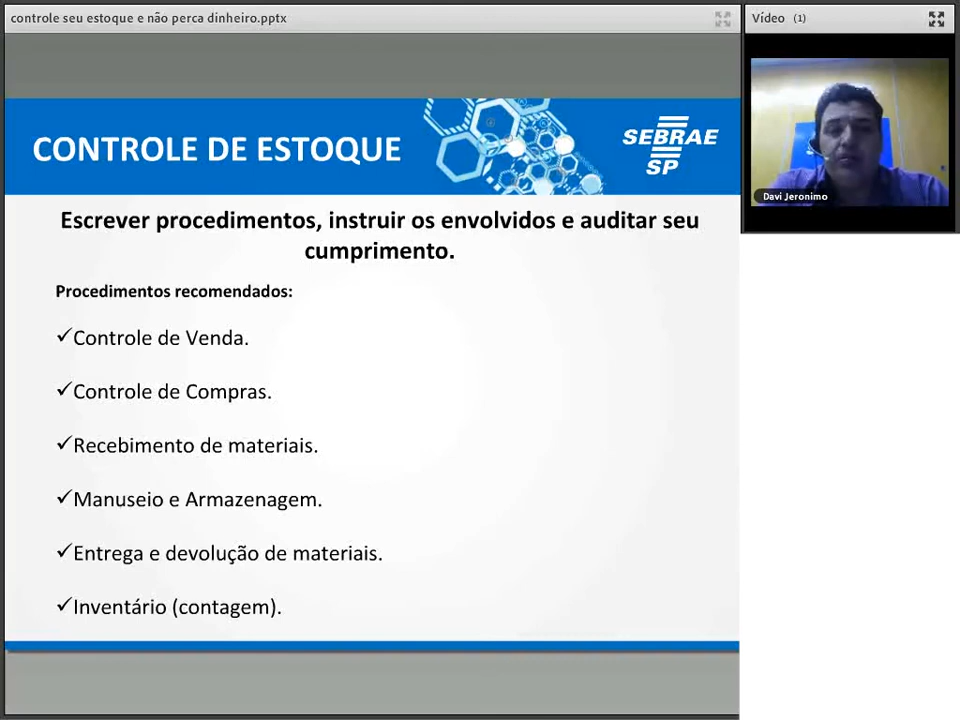 controle seu estoque e não perca dinheiro.pptx
Vídeo (1)
CONTROLE DE ESTOQUE
SEBRAE
SP
Davi Jeronimo
Escrever procedimentos, instruir os envolvidos e auditar seu
cumprimento.
Procedimentos recomendados:
✓Controle de Venda.
✓Controle de Compras.
✓Recebimento de materiais.
✓Manuseio e Armazenagem.
✓Entrega e devolução de materiais.
✓Inventário (contagem).